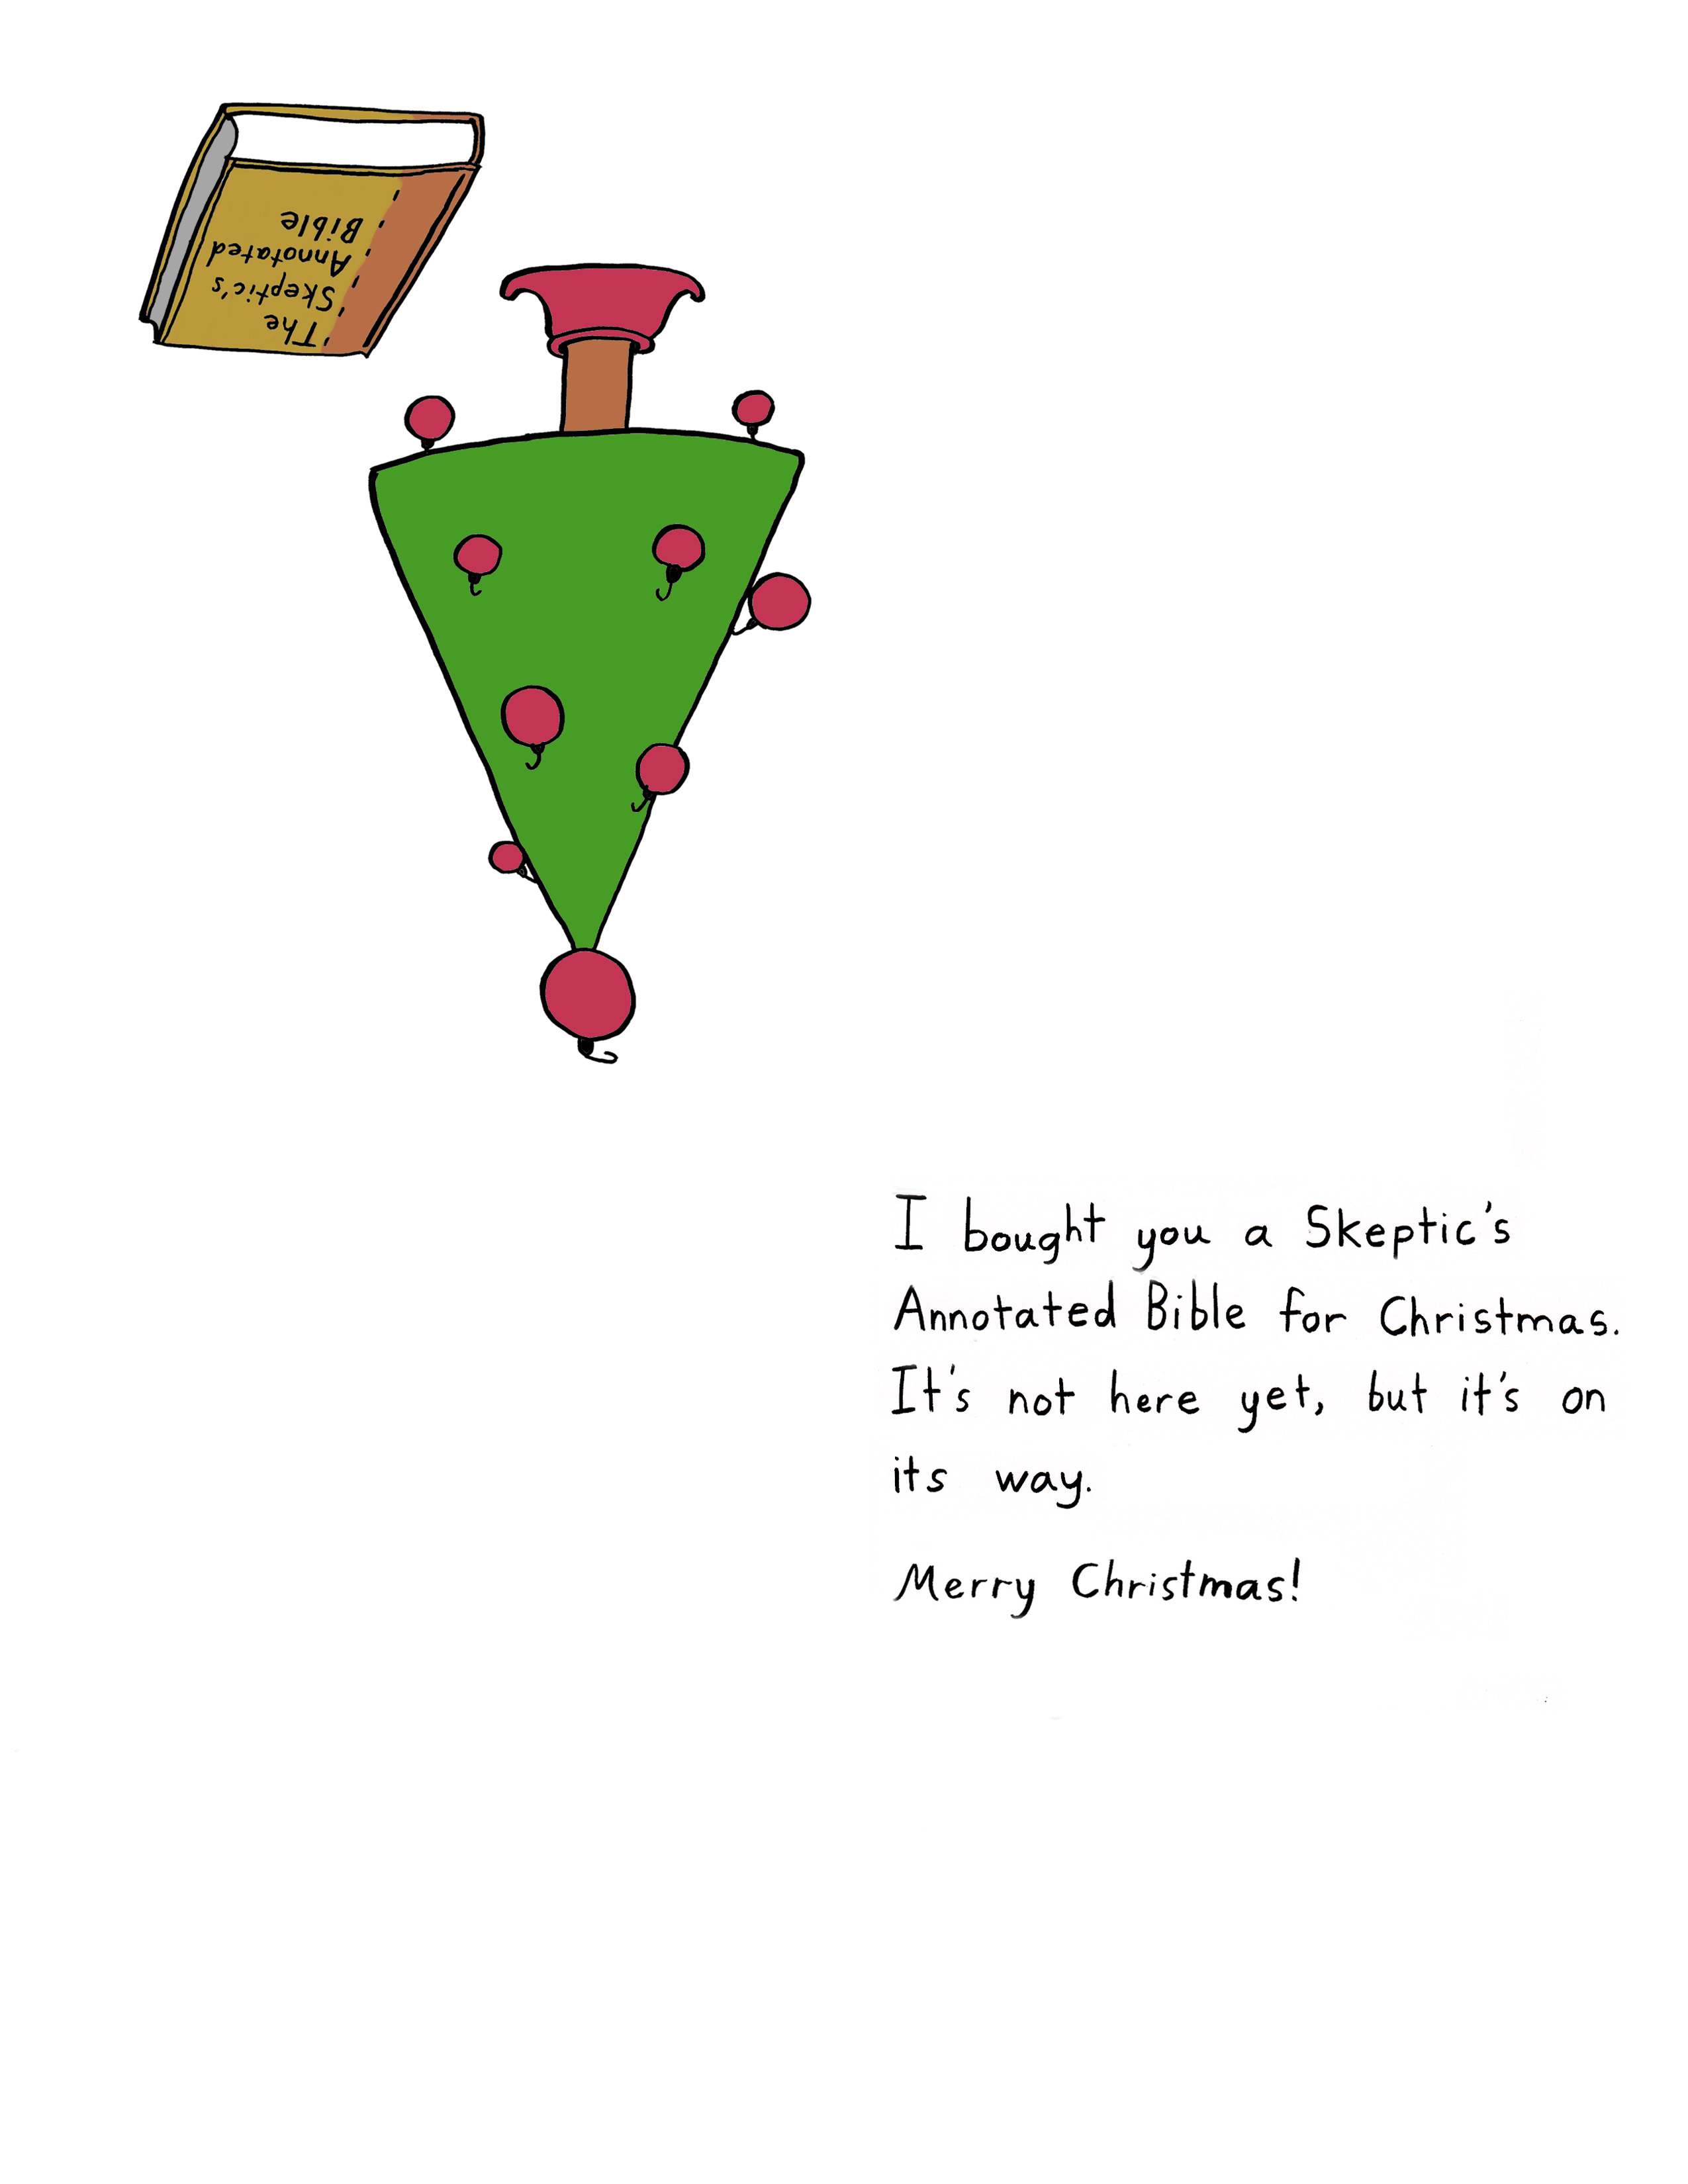 The
Skeptic's
Annotated
Bible
I bought you a Skeptic's
Annotated Bible for Christmas.
It's not here yet, but it's on
its way.
Merry Christmas!